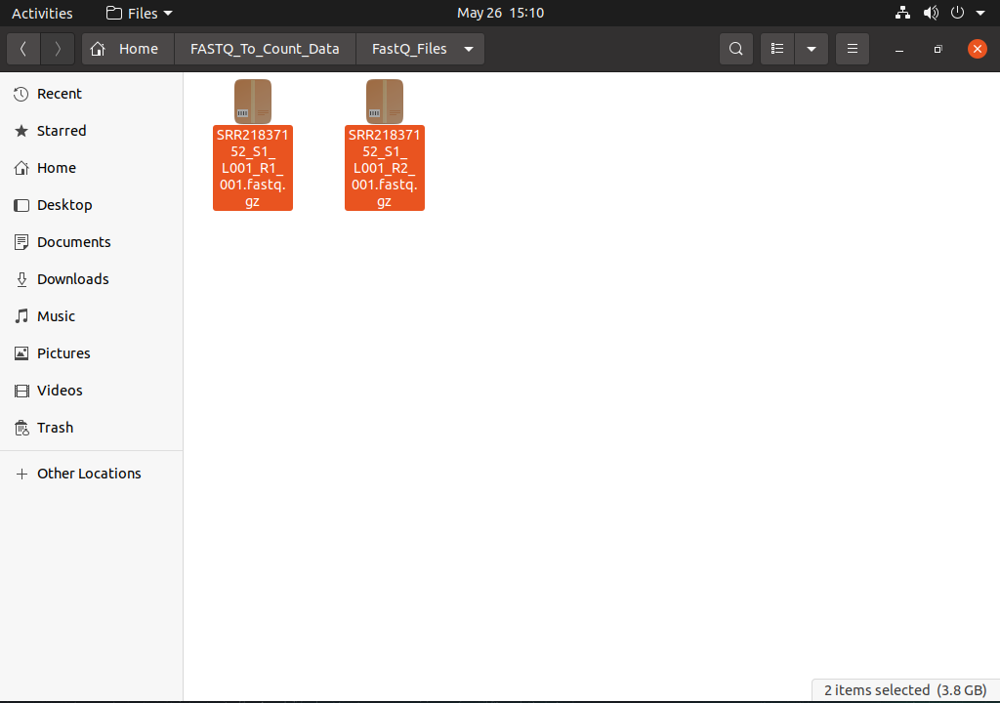 Activities
Files
May 26 15:10
Home
FASTQ_To_Count_Data
FastQ_Files
Recent
Starred
Home
Desktop
Documents
Downloads
Music
Pictures
Videos
Trash
Other Locations
SRR218371
52_S1_
L001_R1_
001.fastq.
gz
SRR218371
52_S1_
L001_R2_
001.fastq.
gz
2 items selected (3.8 GB)